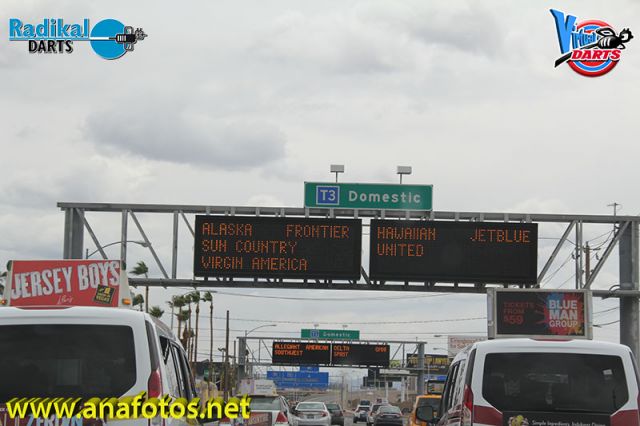 Radikal
DARTS
Virtual
DARTS
T3 Domestic
ALASKA FRONTIER
SUN COUNTRY
VIRGIN AMERICA
HAWAIIAN JETBLUE
UNITED
JERSEY BOYS
TICKETS
FROM
$59
BLUE
MAN
GROUP
Domestic
ALLEGIANT AMERICAN
SOUTHWEST
DELTA
SPIRIT
www.anafotos.net